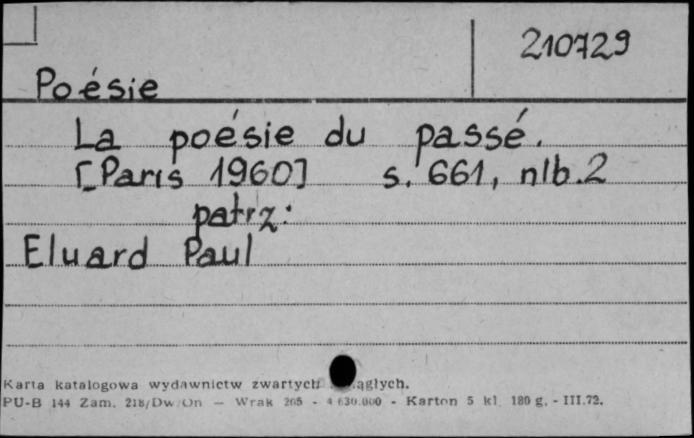 210729
Poésie
La poésie du passé.
[Paris 1960] s. 661, nlb. 2
patrz:
Eluard Paul
Karta katalogowa wydawnictw zwartych
PU-B 144 Zam. 218/Dw/On — Wrak 205 - 4 630.000 - Karton 5 kl. 180 g. - III.72.